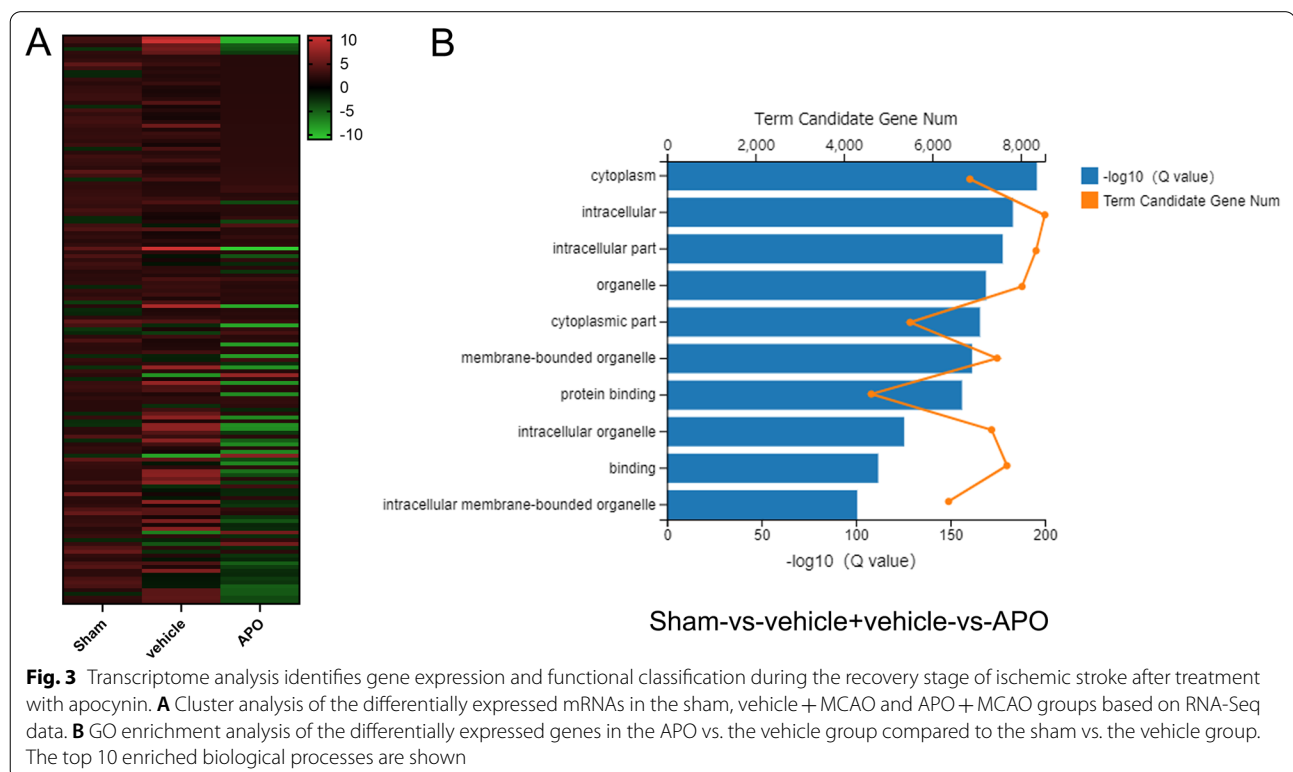 A
10
5
0
-5
-10
Sham
vehicle
APO
B
Term Candidate Gene Num
0 2,000 4,000 6,000 8,000
cytoplasm
intracellular
intracellular part
organelle
cytoplasmic part
membrane-bounded organelle
protein binding
intracellular organelle
binding
intracellular membrane-bounded organelle
0 50 100 150 200
-log10（Q value）
-log10（Q value）
Term Candidate Gene Num
Sham-vs-vehicle+vehicle-vs-APO
Fig. 3 Transcriptome analysis identifies gene expression and functional classification during the recovery stage of ischemic stroke after treatment
with apocynin. A Cluster analysis of the differentially expressed mRNAs in the sham, vehicle + MCAO and APO + MCAO groups based on RNA-Seq
data. B GO enrichment analysis of the differentially expressed genes in the APO vs. the vehicle group compared to the sham vs. the vehicle group.
The top 10 enriched biological processes are shown